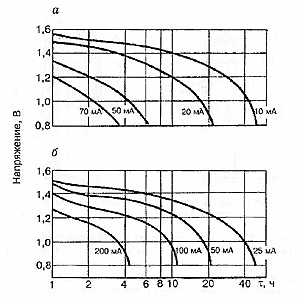 а
1,6
1,4
1,2
1,0
0,8
70 мА
50 мА
20 мА
10 мА
Напряжение, В
б
1,6
1,4
1,2
1,0
0,8
200 мА
100 мА
50 мА
25 мА
1 2 4 6 8 10 20 40 τ, ч